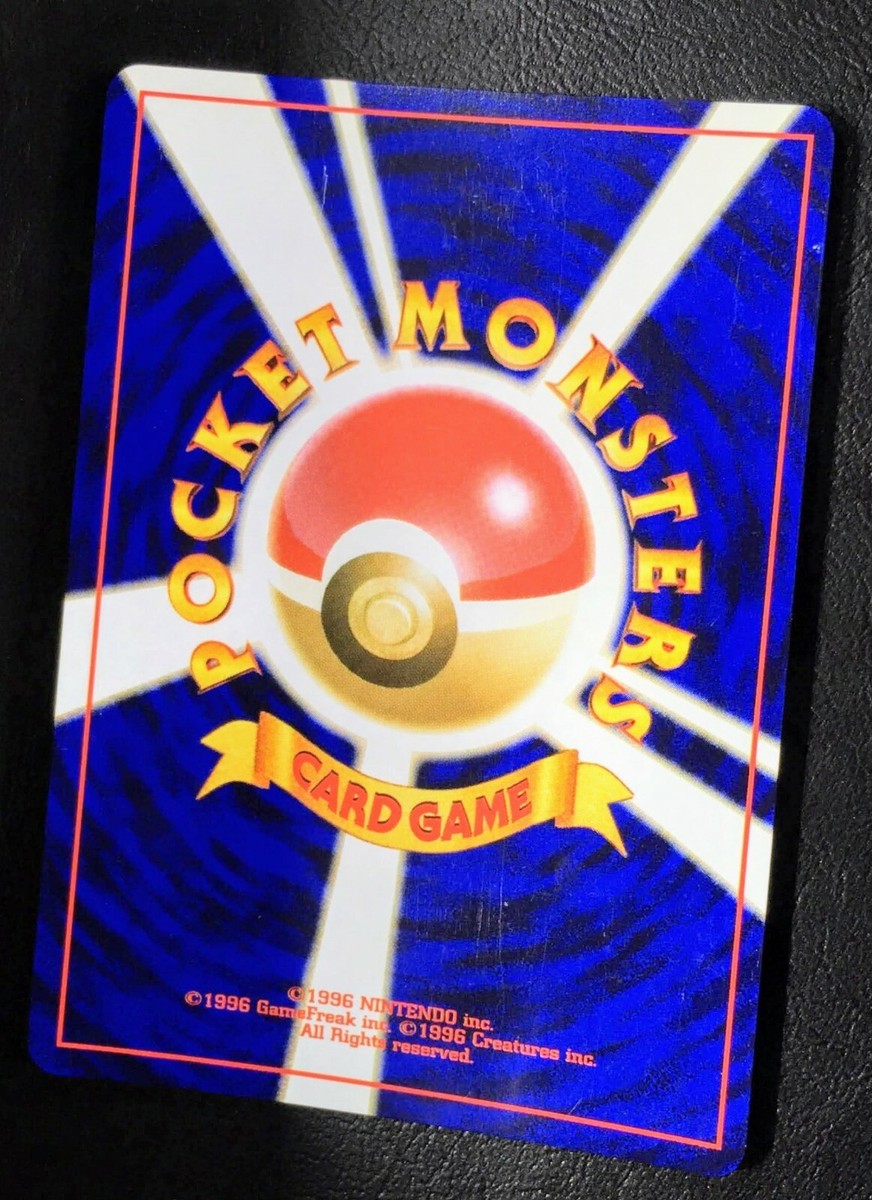 POCKET MONSTERS
CARD GAME
©1996 NINTENDO inc.
©1996 GameFreak inc. ©1996 Creatures inc.
All Rights reserved.